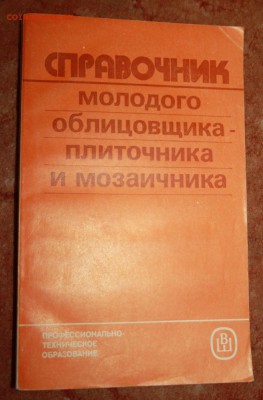 СПРАВОЧНИК
МОЛОДОГО
ОБЛИЦОВЩИКА-
ПЛИТОЧНИКА
И МОЗАИЧНИКА
ПРОФЕССИОНАЛЬНО-
ТЕХНИЧЕСКОЕ
ОБРАЗОВАНИЕ